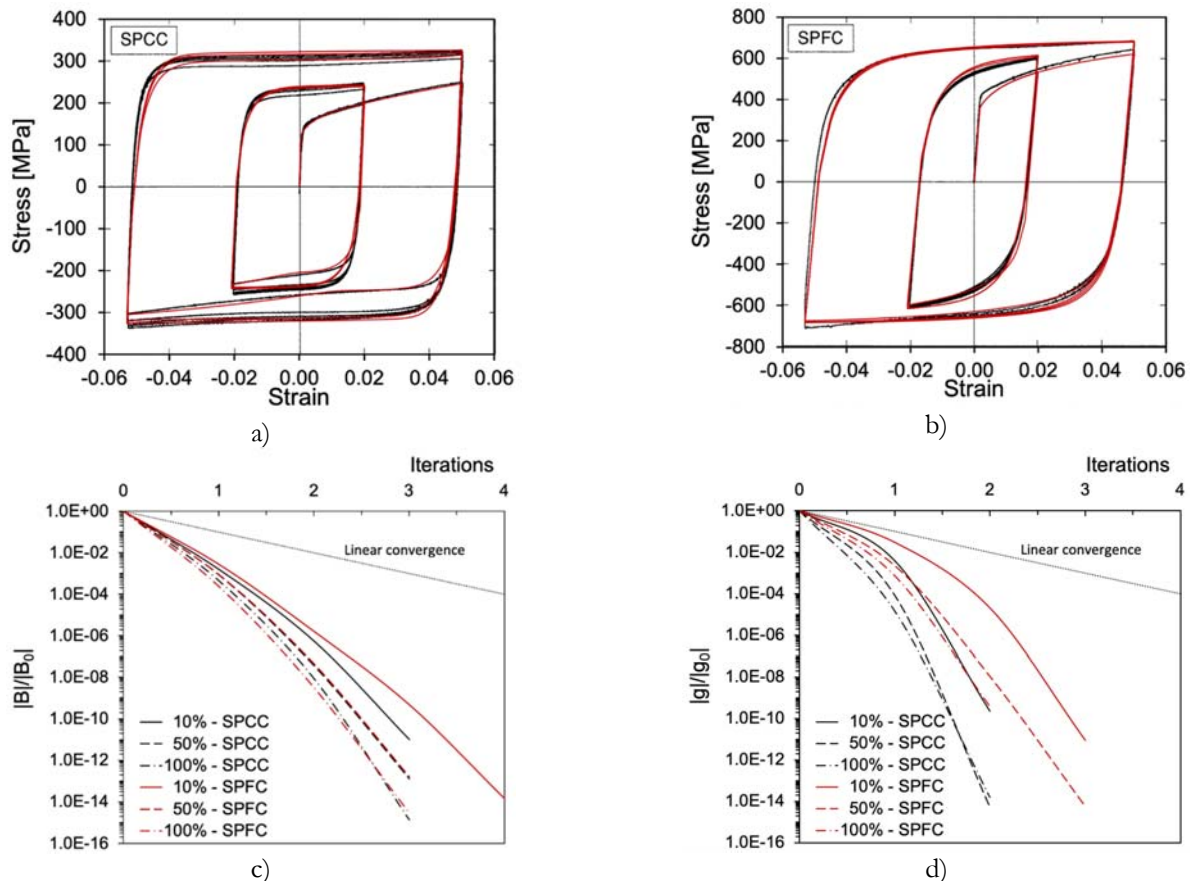 SPCC
Stress [MPa]
400
300
200
100
0
-100
-200
-300
-400
-0.06 -0.04 -0.02 0.00 0.02 0.04 0.06
Strain
a)
SPFC
Stress [MPa]
800
600
400
200
0
-200
-400
-600
-800
-0.06 -0.04 -0.02 0.00 0.02 0.04 0.06
Strain
b)
Iterations
0 1 2 3 4
|B|/|B₀|
1.0E+00
1.0E-02
1.0E-04
1.0E-06
1.0E-08
1.0E-10
1.0E-12
1.0E-14
1.0E-16
Linear convergence
10% - SPCC
50% - SPCC
100% - SPCC
10% - SPFC
50% - SPFC
100% - SPFC
c)
Iterations
0 1 2 3 4
|g|/|g₀|
1.0E+00
1.0E-02
1.0E-04
1.0E-06
1.0E-08
1.0E-10
1.0E-12
1.0E-14
1.0E-16
Linear convergence
10% - SPCC
50% - SPCC
100% - SPCC
10% - SPFC
50% - SPFC
100% - SPFC
d)